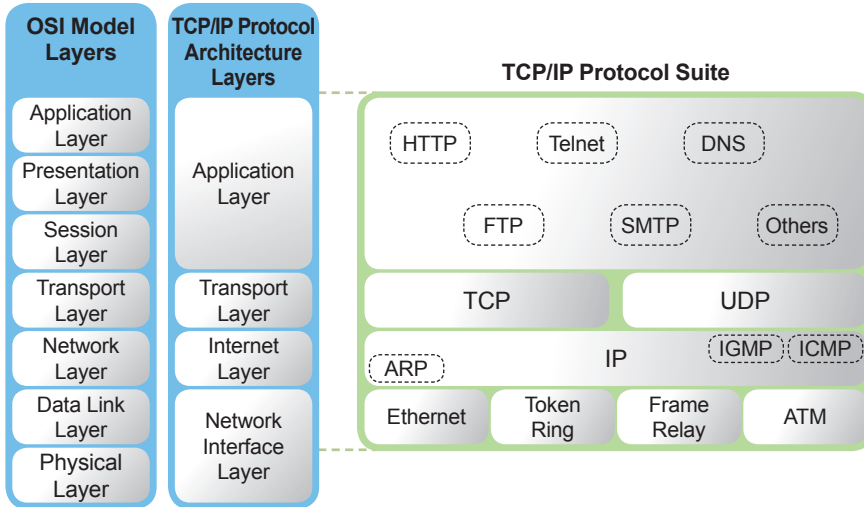 OSI Model
Layers
Application
Layer
Presentation
Layer
Session
Layer
Transport
Layer
Network
Layer
Data Link
Layer
Physical
Layer
TCP/IP Protocol
Architecture
Layers
Application
Layer
Transport
Layer
Internet
Layer
Network
Interface
Layer
TCP/IP Protocol Suite
HTTP
Telnet
DNS
FTP
SMTP
Others
TCP
UDP
ARP
IP
IGMP
ICMP
Ethernet
Token
Ring
Frame
Relay
ATM